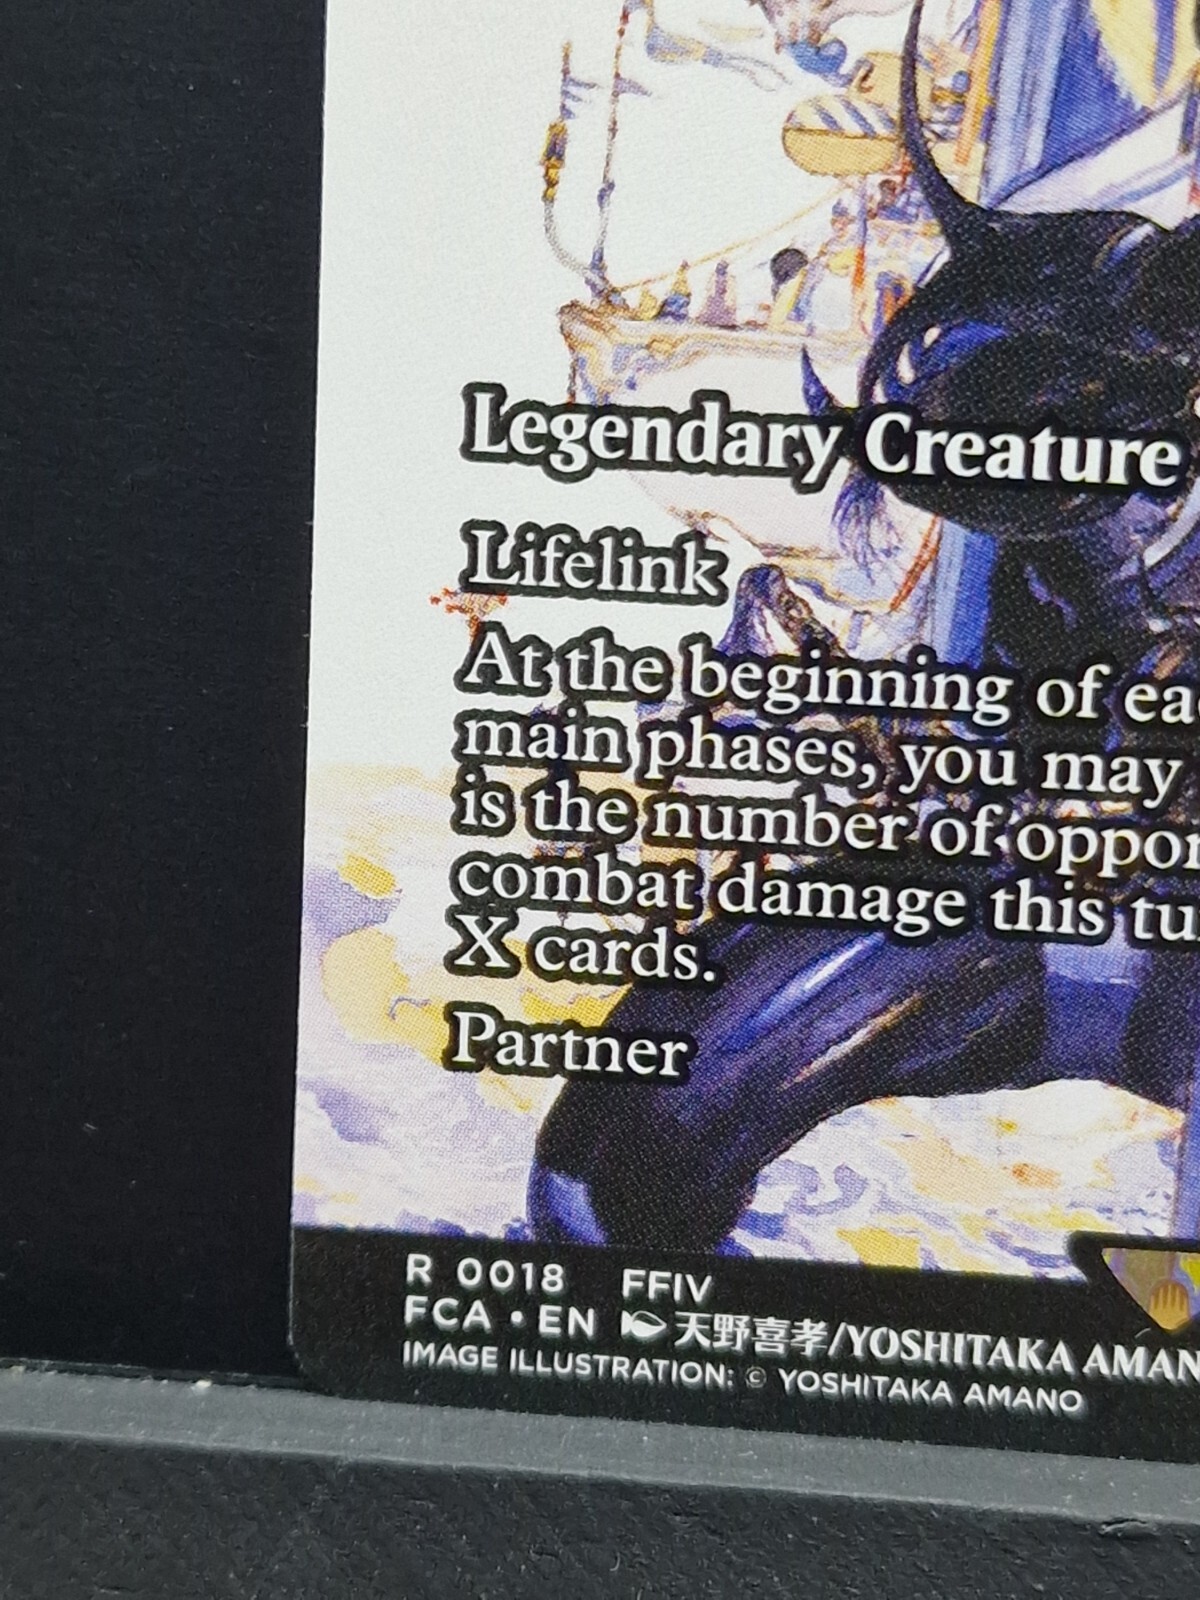 Legendary Creature
Lifelink
At the beginning of ea
main phases, you may
is the number of oppor
combat damage this tu
X cards.
Partner
R 0018 FFIV
FCA • EN 天野喜孝/YOSHITAKA AMAN
IMAGE ILLUSTRATION: © YOSHITAKA AMANO